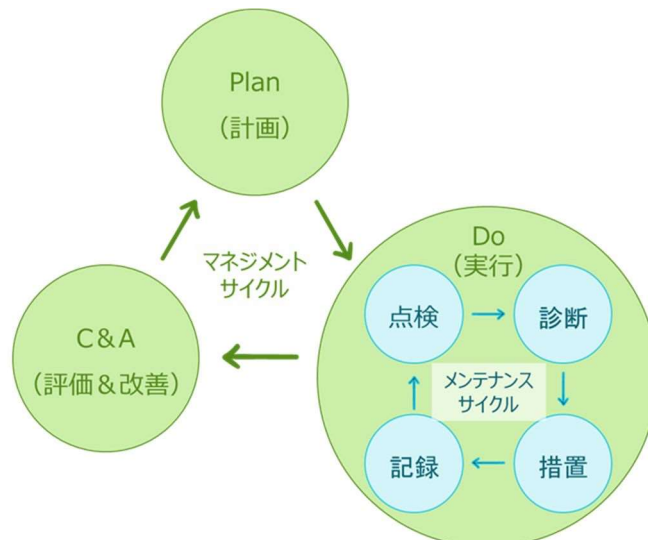 Plan
(計画)
マネジメント
サイクル
Do
(実行)
点検
診断
メンテナンス
サイクル
記録
措置
C&A
(評価&改善)